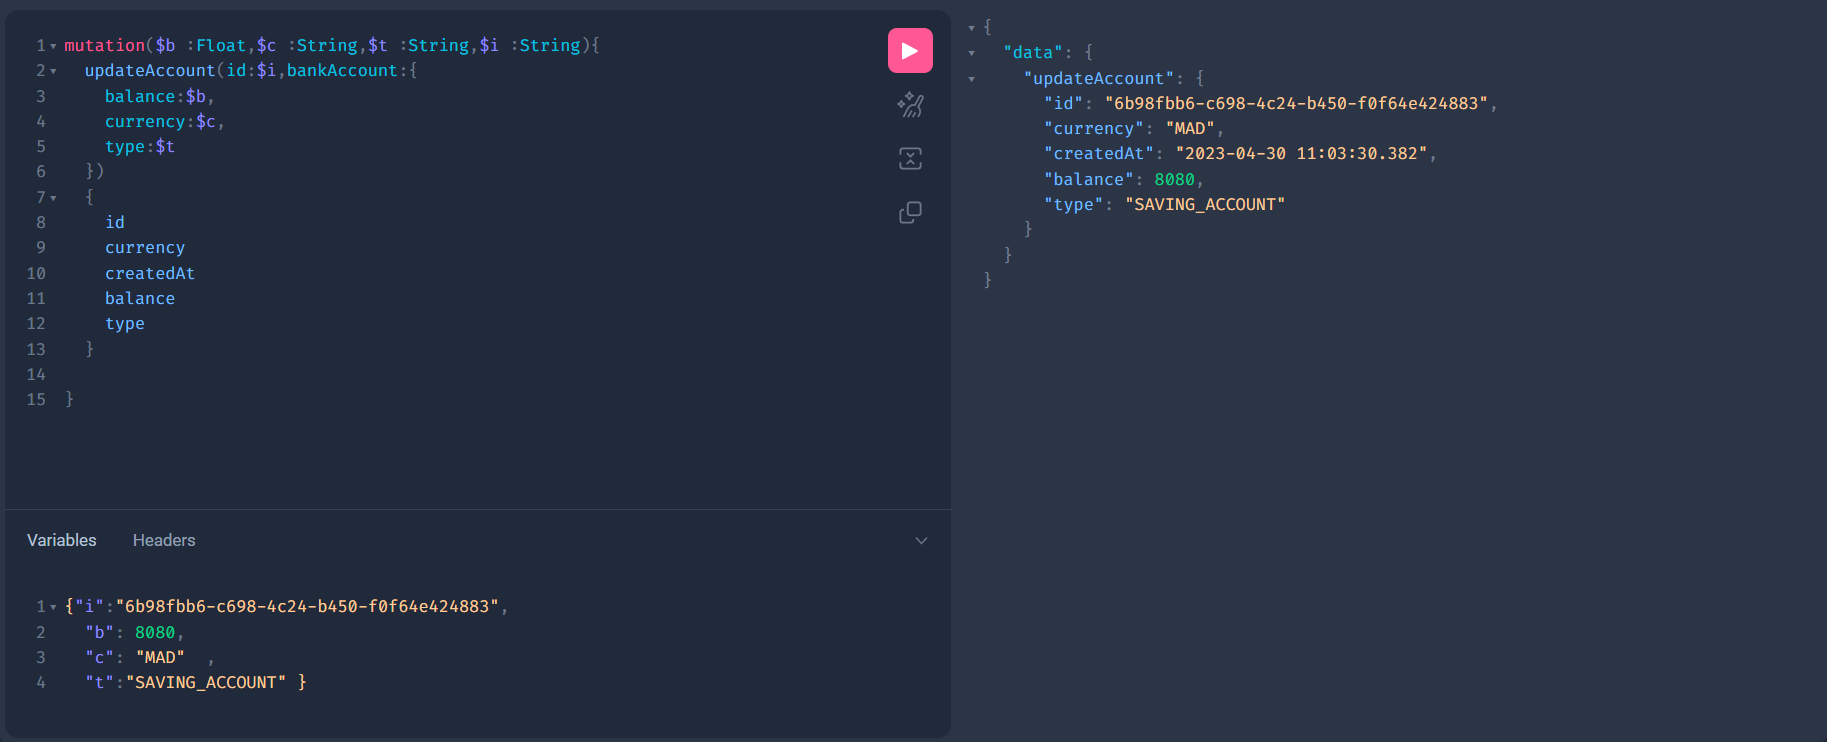 1 mutation($b :Float,$c :String,$t :String,$i :String){
2 updateAccount(id:$i,bankAccount:{
3 balance:$b,
4 currency:$c,
5 type:$t
6 })
7 {
8 id
9 currency
10 createdAt
11 balance
12 type
13 }
14
15 }
Variables Headers
1 {"i":"6b98fbb6-c698-4c24-b450-f0f64e424883",
2 "b": 8080,
3 "c": "MAD"  ,
4 "t":"SAVING_ACCOUNT" }
{
"data": {
"updateAccount": {
"id": "6b98fbb6-c698-4c24-b450-f0f64e424883",
"currency": "MAD",
"createdAt": "2023-04-30 11:03:30.382",
"balance": 8080,
"type": "SAVING_ACCOUNT"
}
}
}